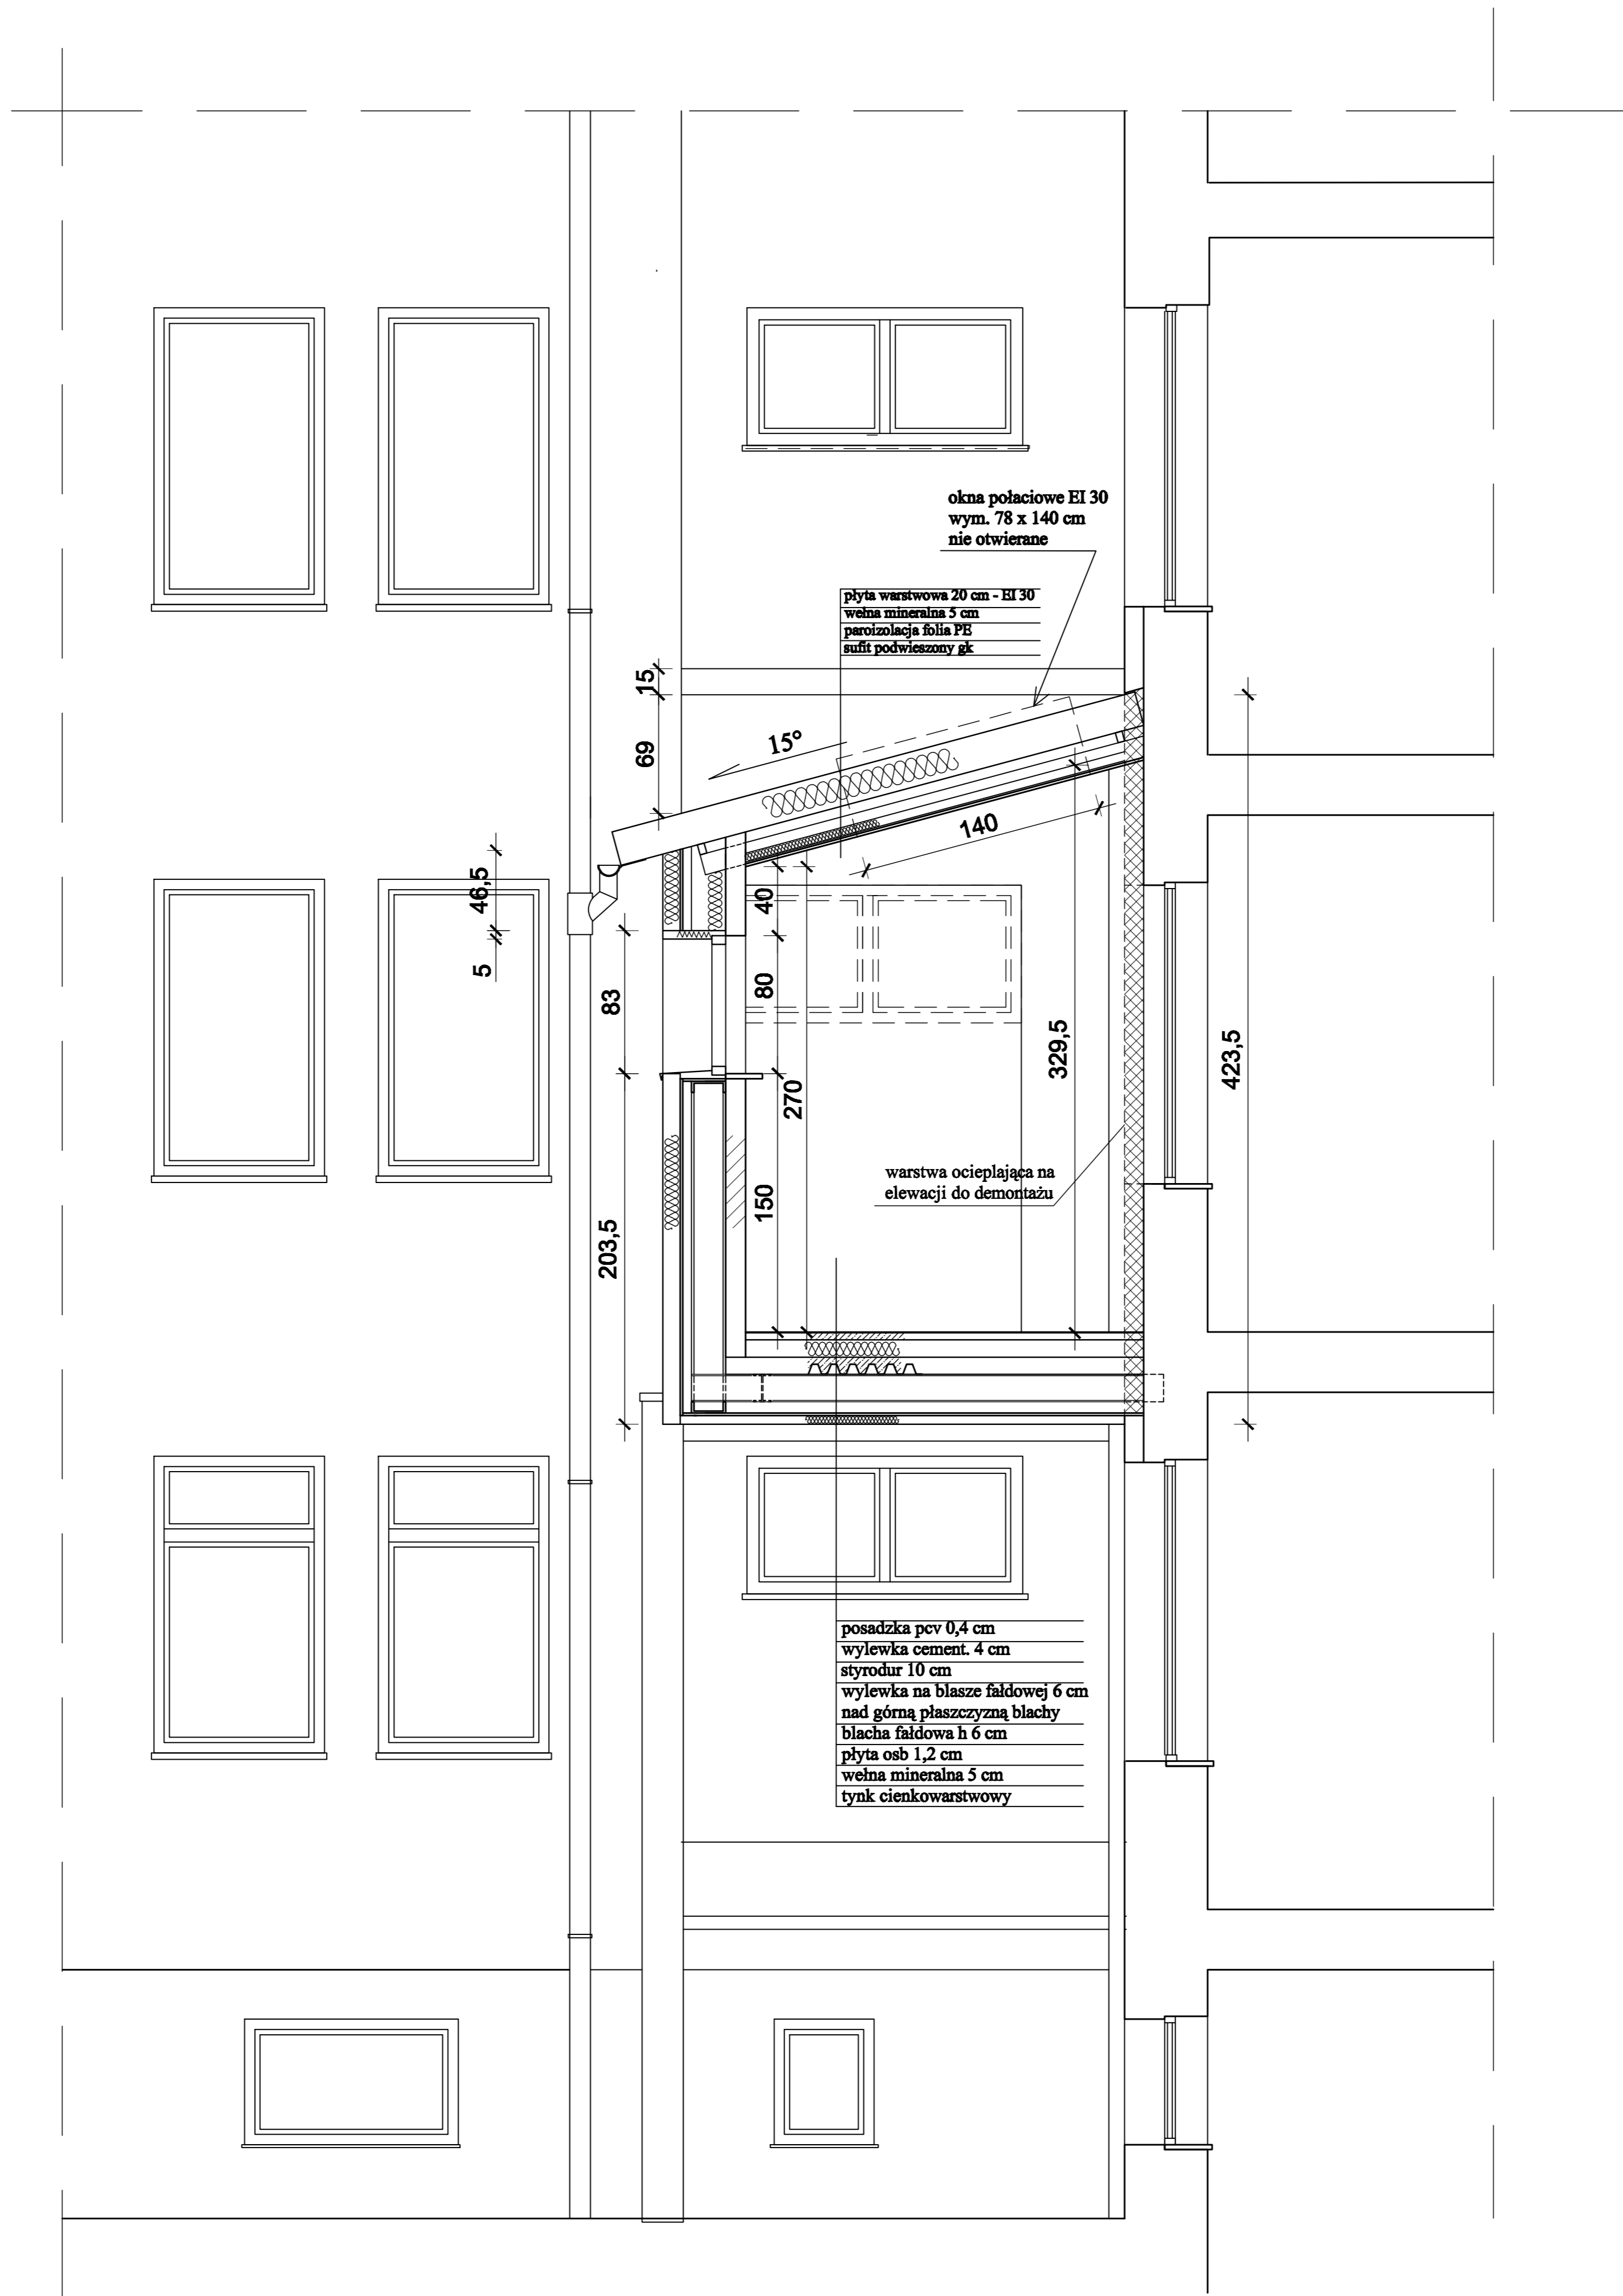 okna połaciowe EI 30
wym. 78 x 140 cm
nie otwierane
płyta warstwowa 20 cm - EI 30
wełna mineralna 5 cm
paroizolacja folia PE
sufit podwieszony gk
15
69
15°
140
46,5
5
83
203,5
40
80
270
150
329,5
423,5
warstwa ocieplająca na
elewacji do demontażu
posadzka pcv 0,4 cm
wylewka cement. 4 cm
styrodur 10 cm
wylewka na blasze fałdowej 6 cm
nad górną płaszczyzną blachy
blacha fałdowa h 6 cm
płyta osb 1,2 cm
wełna mineralna 5 cm
tynk cienkowarstwowy